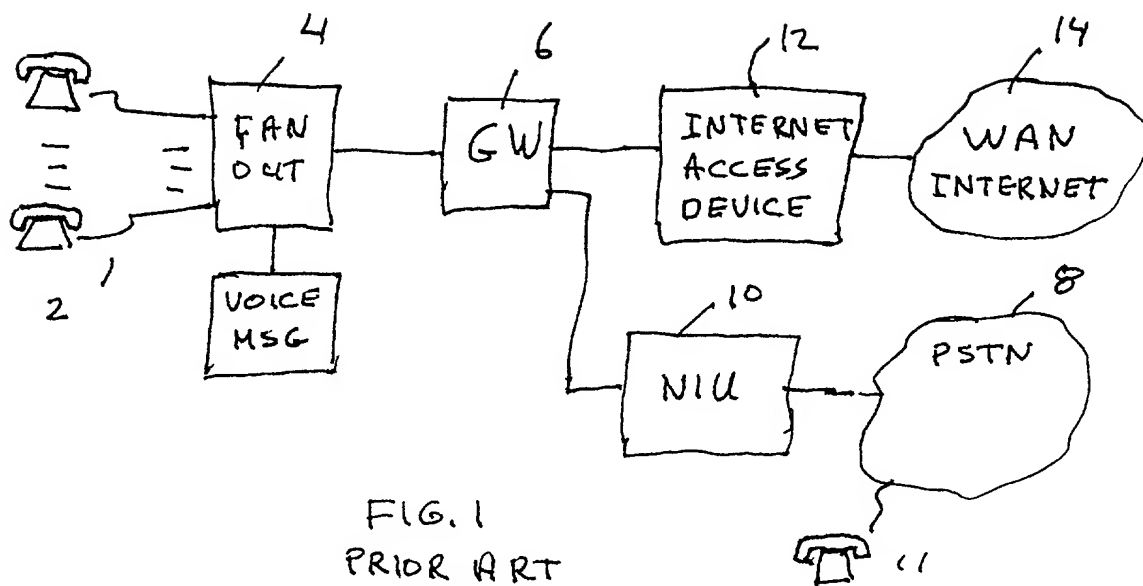 4
6
12
14
FAN
OUT
GW
INTERNET
ACCESS
DEVICE
WAN
INTERNET
2
1
VOICE
MSG
10
8
NIU
PSTN
11
FIG. 1
PRIOR ART